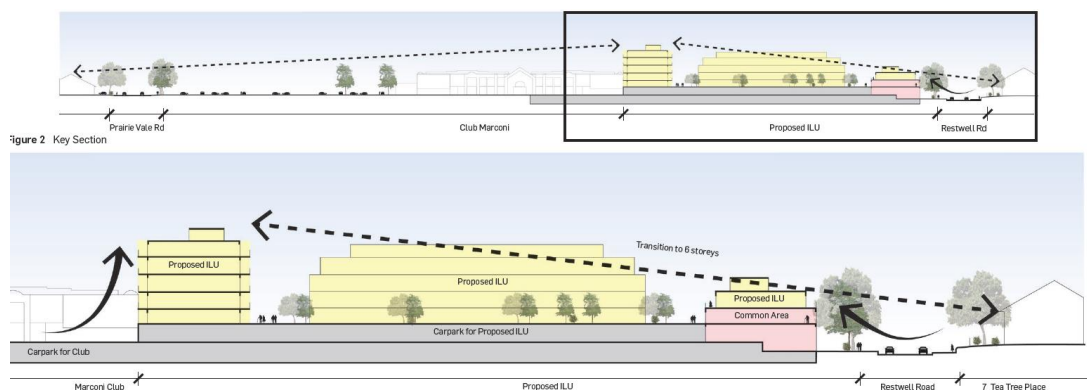 Prairie Vale Rd
Club Marconi
Proposed ILU
Restwell Rd
Figure 2 Key Section
Transition to 6 storeys
Proposed ILU
Proposed ILU
Proposed ILU
Common Area
Carpark for Proposed ILU
Carpark for Club
Marconi Club
Proposed ILU
Restwell Road
7 Tea Tree Place